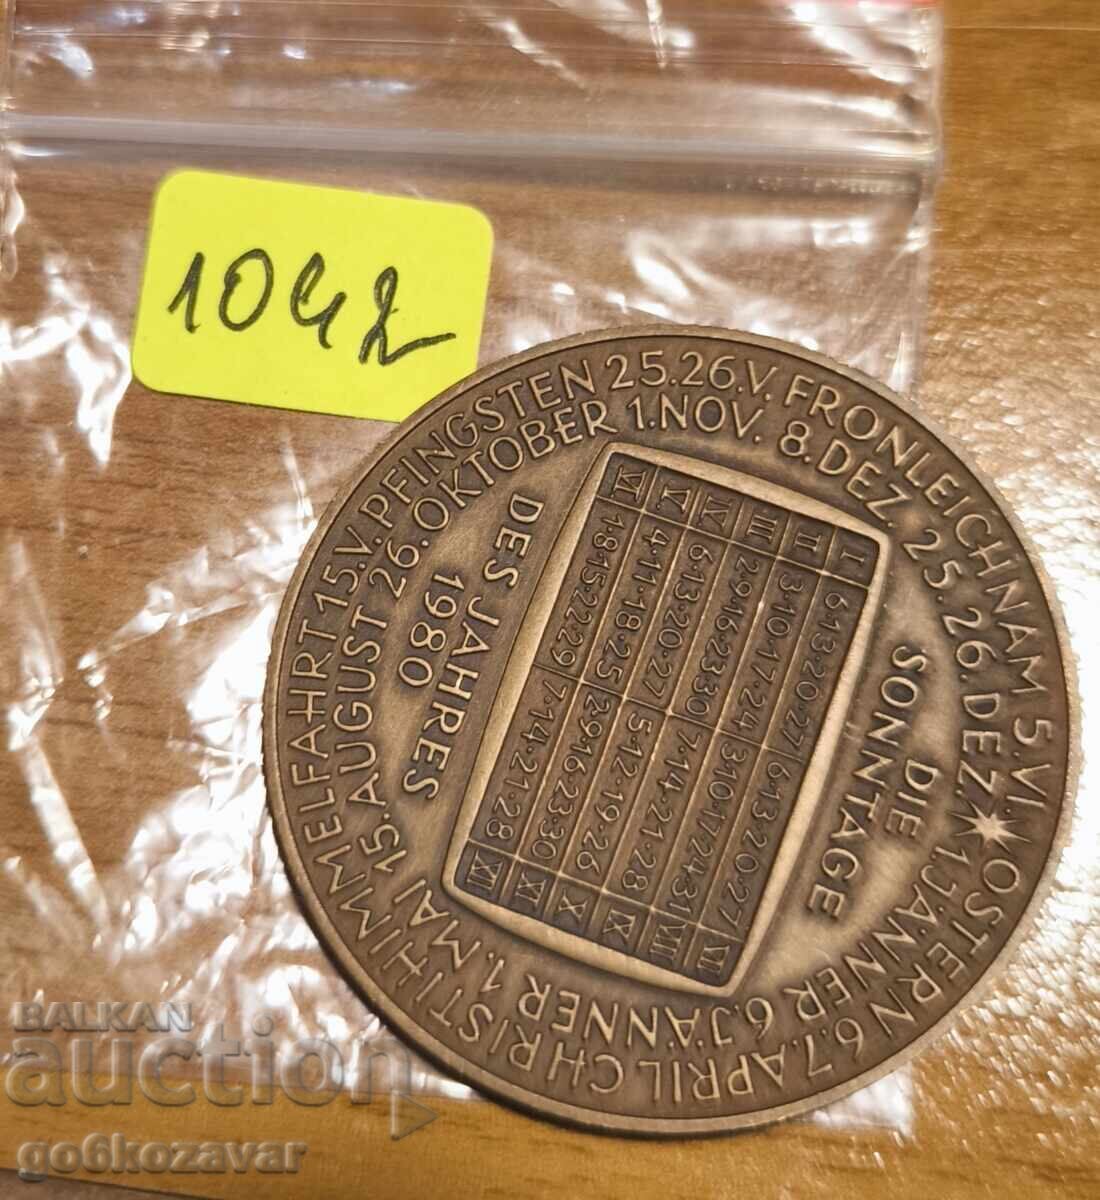 1042
OSTERN 6.7. APRIL CHRISTI HIMMELFAHRT 15.V. PFINGSTEN 25.26.V. FRONLEICHNAM 5.VI.
1. JÄNNER 6. JÄNNER 1. MAI 15. AUGUST 26. OKTOBER 1. NOV. 8. DEZ. 25. 26. DEZ.
DIE
SONNTAGE
DES JAHRES
1980
I 6·13·20·27 6·13·20·27 VII
II 3·10·17·24 3·10·17·24·31 VIII
III 2·9·16·23·30 7·14·21·28 IX
IV 6·13·20·27 5·12·19·26 X
V 4·11·18·25 2·9·16·23·30 XI
VI 1·8·15·22·29 7·14·21·28 XII
BALKAN
auction
go6kozavar